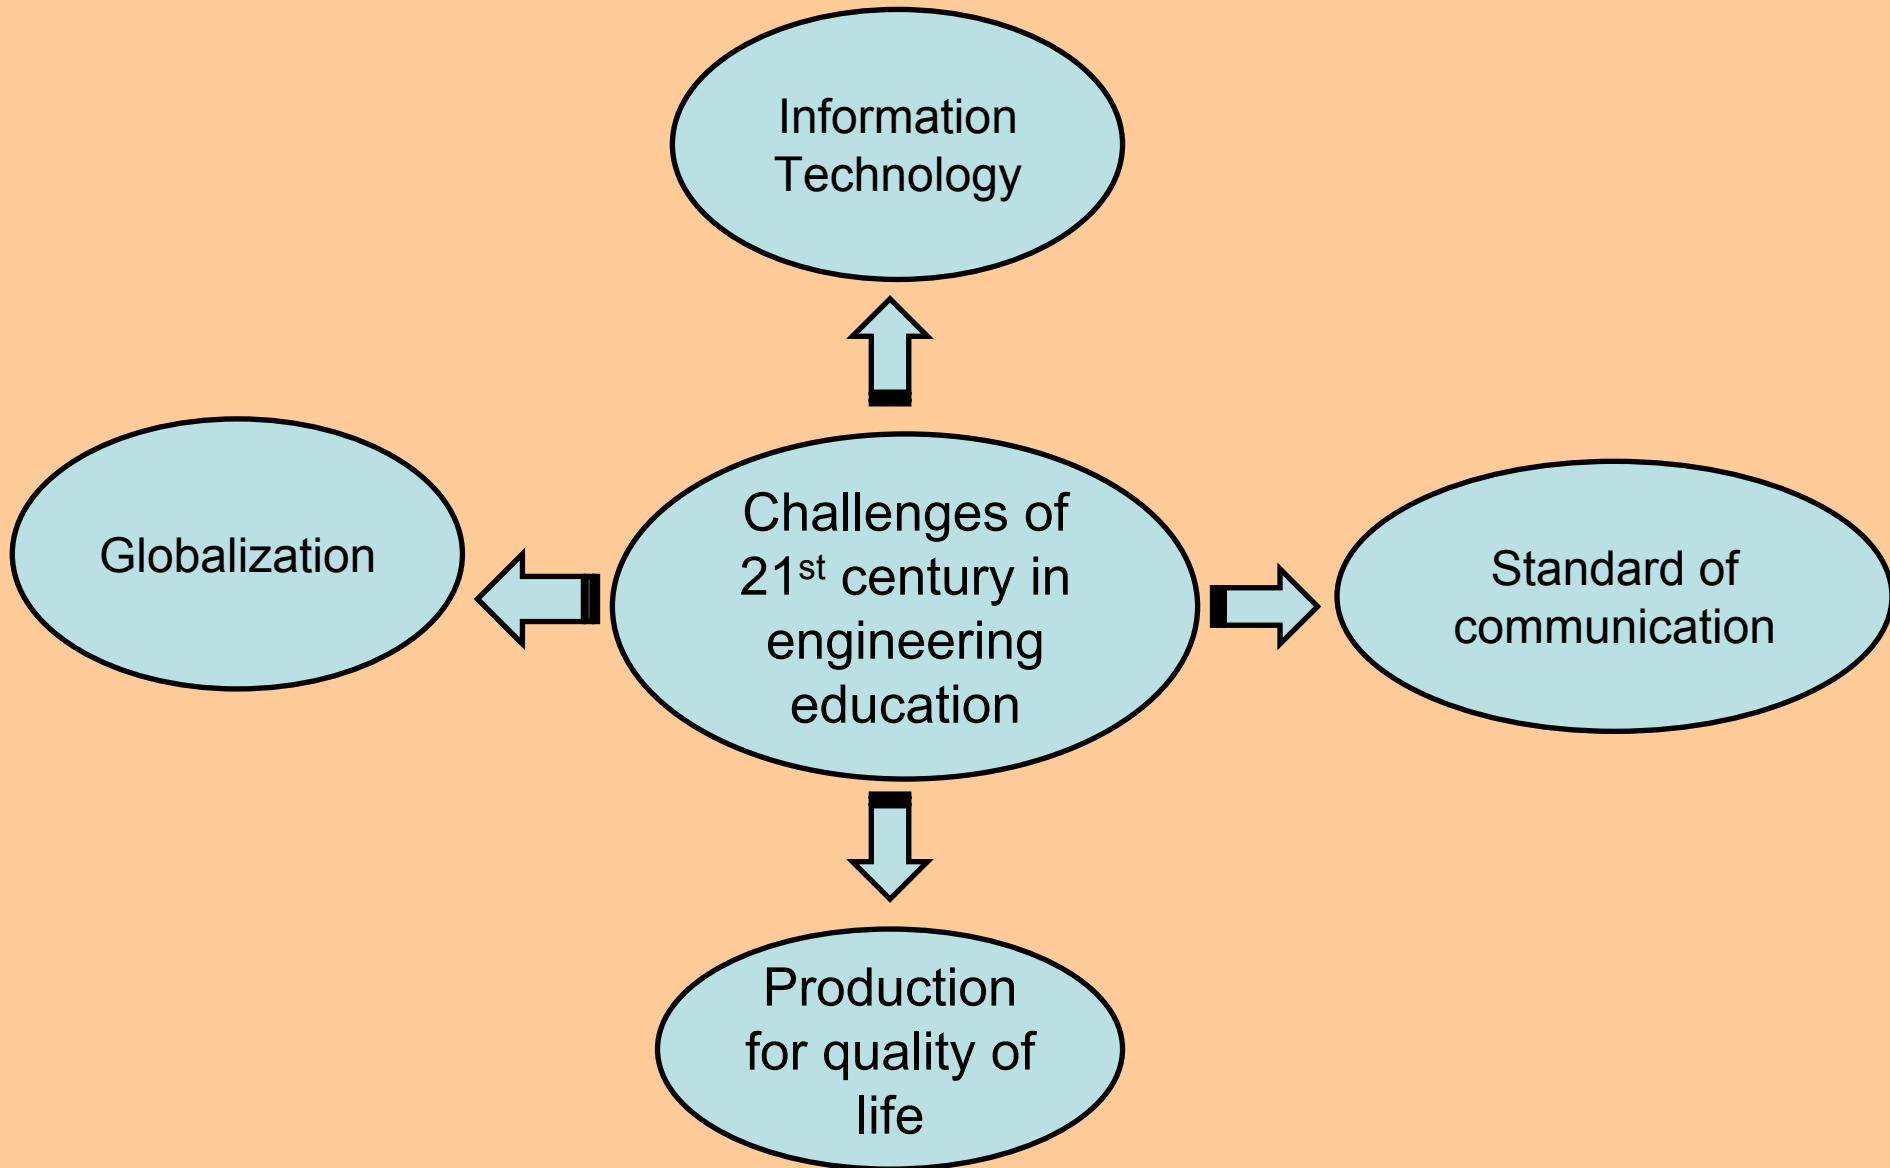 Information
Technology
Globalization
Challenges of
21st century in
engineering
education
Standard of
communication
Production
for quality of
life